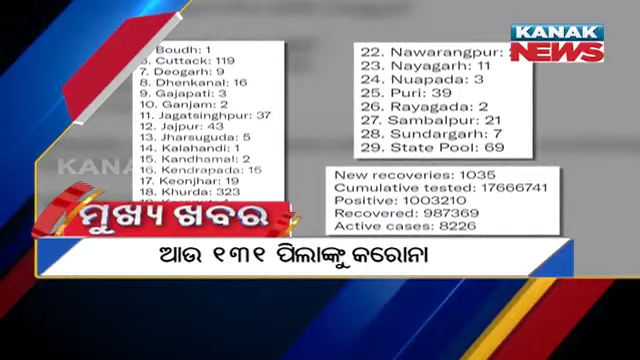 KANAK
NEWS
Boudh: 1
6. Cuttack: 119
7. Deogarh: 9
8. Dhenkanal: 16
9. Gajapati: 3
10. Ganjam: 2
11. Jagatsinghpur: 37
12. Jajpur: 43
13. Jharsuguda: 5
14. Kalahandi: 1
15. Kandhamal: 2
16. Kendrapada: 15
17. Keonjhar: 19
18. Khurda: 323
22. Nawarangpur:
23. Nayagarh: 11
24. Nuapada: 3
25. Puri: 39
26. Rayagada: 2
27. Sambalpur: 21
28. Sundargarh: 7
29. State Pool: 69
New recoveries: 1035
Cumulative tested: 17666741
Positive: 1003210
Recovered: 987369
Active cases: 8226
ମୁଖ୍ୟ ଖବର
ଆଉ ୧୩୧ ପିଲାଙ୍କୁ କରୋନା